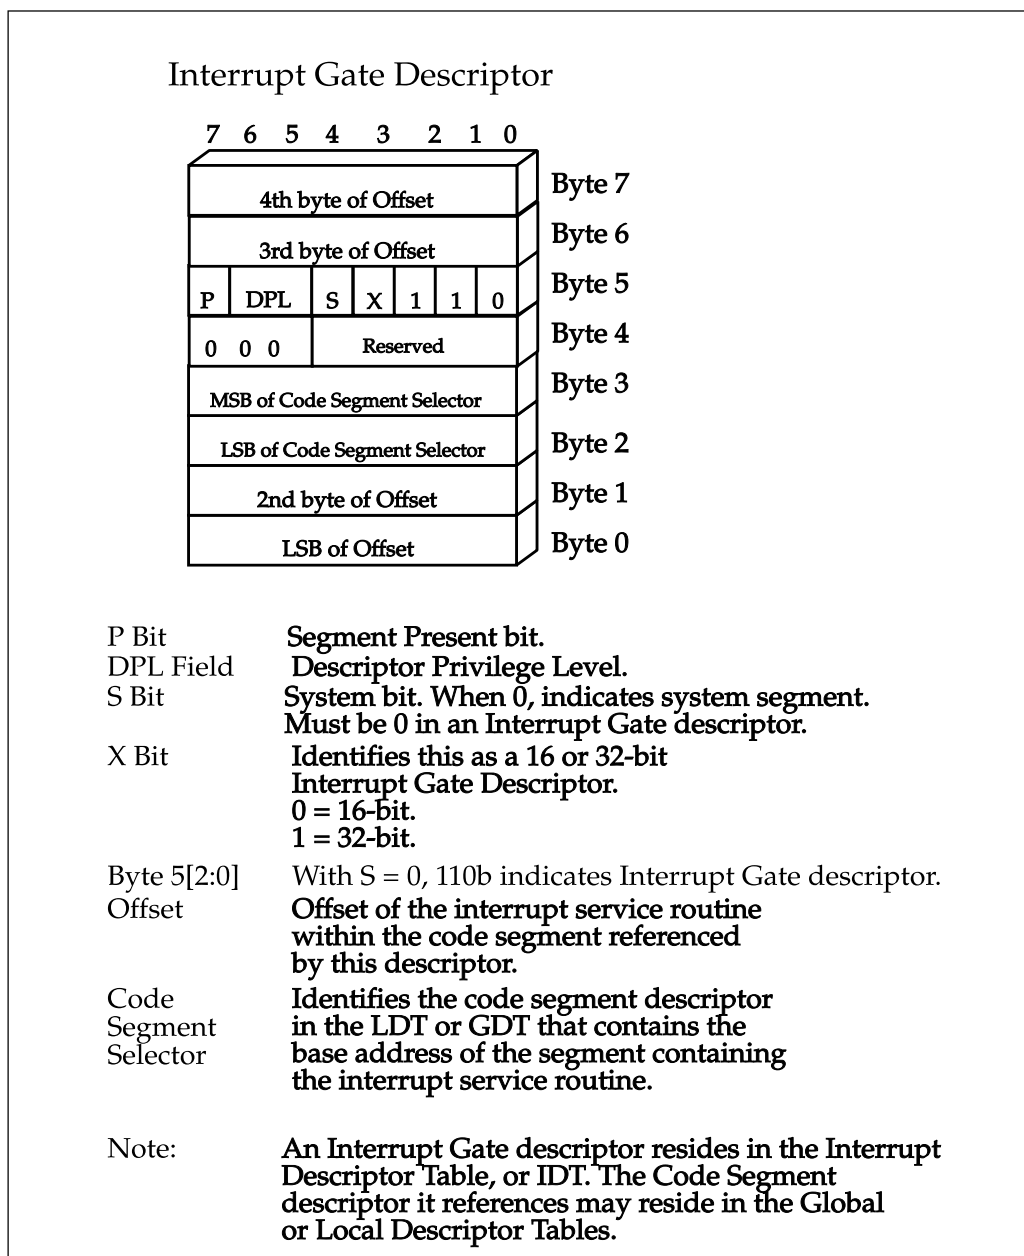 Interrupt Gate Descriptor
7 6 5 4 3 2 1 0
4th byte of Offset Byte 7
3rd byte of Offset Byte 6
P DPL S X 1 1 0 Byte 5
0 0 0 Reserved Byte 4
MSB of Code Segment Selector Byte 3
LSB of Code Segment Selector Byte 2
2nd byte of Offset Byte 1
LSB of Offset Byte 0
P Bit Segment Present bit.
DPL Field Descriptor Privilege Level.
S Bit System bit. When 0, indicates system segment.
Must be 0 in an Interrupt Gate descriptor.
X Bit Identifies this as a 16 or 32-bit
Interrupt Gate Descriptor.
0 = 16-bit.
1 = 32-bit.
Byte 5[2:0] With S = 0, 110b indicates Interrupt Gate descriptor.
Offset Offset of the interrupt service routine
within the code segment referenced
by this descriptor.
Code Identifies the code segment descriptor
Segment in the LDT or GDT that contains the
Selector base address of the segment containing
the interrupt service routine.
Note: An Interrupt Gate descriptor resides in the Interrupt
Descriptor Table, or IDT. The Code Segment
descriptor it references may reside in the Global
or Local Descriptor Tables.